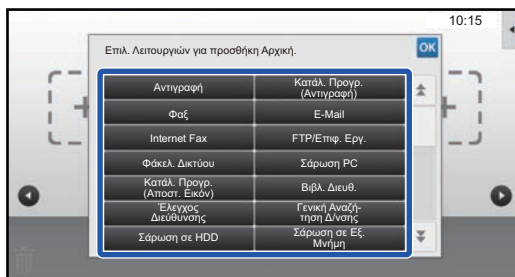 10:15
Επιλ. Λειτουργιών για προσθήκη Αρχική.
OK
Αντιγραφή
Κατάλ. Προγρ.
(Αντιγραφή)
Φαξ
E-Mail
Internet Fax
FTP/Επιφ. Εργ.
Φάκελ. Δικτύου
Σάρωση PC
Κατάλ. Προγρ.
(Αποστ. Εικόν)
Βιβλ. Διευθ.
Έλεγχος
Διεύθυνσης
Γενική Αναζή-
τηση Δ/νσης
Σάρωση σε HDD
Σάρωση σε Εξ.
Μνήμη